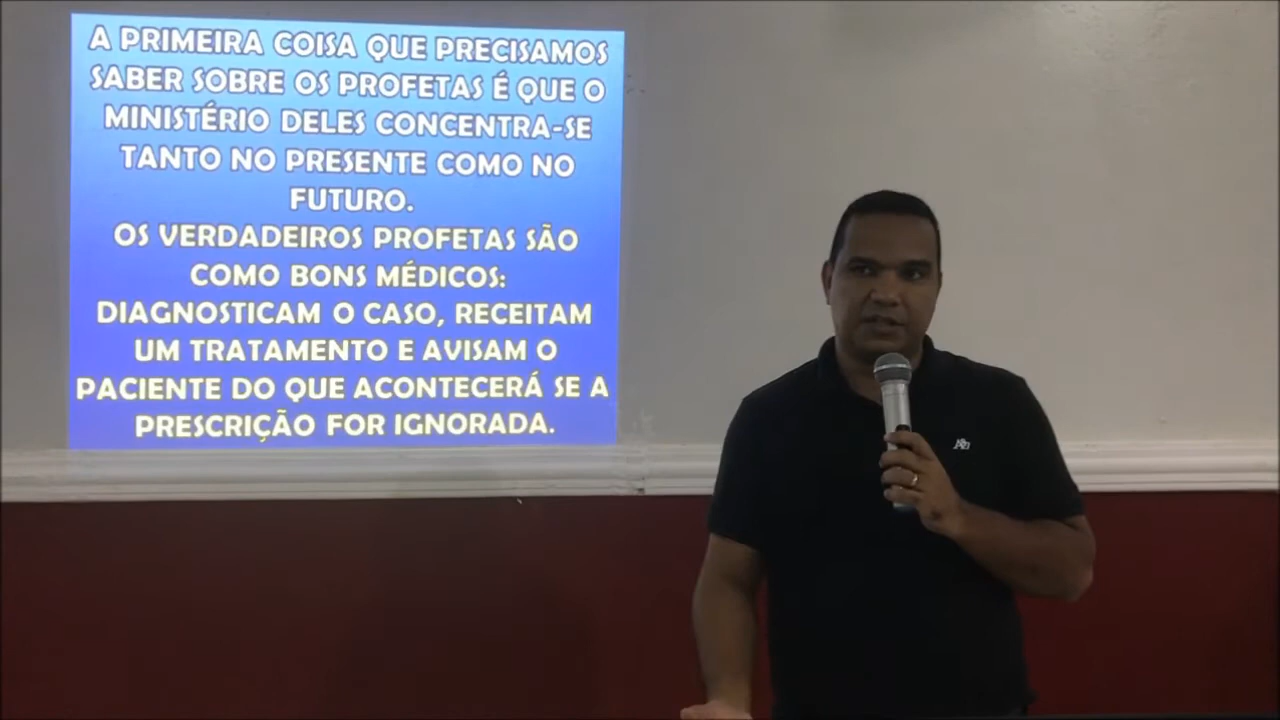 A PRIMEIRA COISA QUE PRECISAMOS
SABER SOBRE OS PROFETAS É QUE O
MINISTÉRIO DELES CONCENTRA-SE
TANTO NO PRESENTE COMO NO
FUTURO.
OS VERDADEIROS PROFETAS SÃO
COMO BONS MÉDICOS:
DIAGNOSTICAM O CASO, RECEITAM
UM TRATAMENTO E AVISAM O
PACIENTE DO QUE ACONTECERÁ SE A
PRESCRIÇÃO FOR IGNORADA.